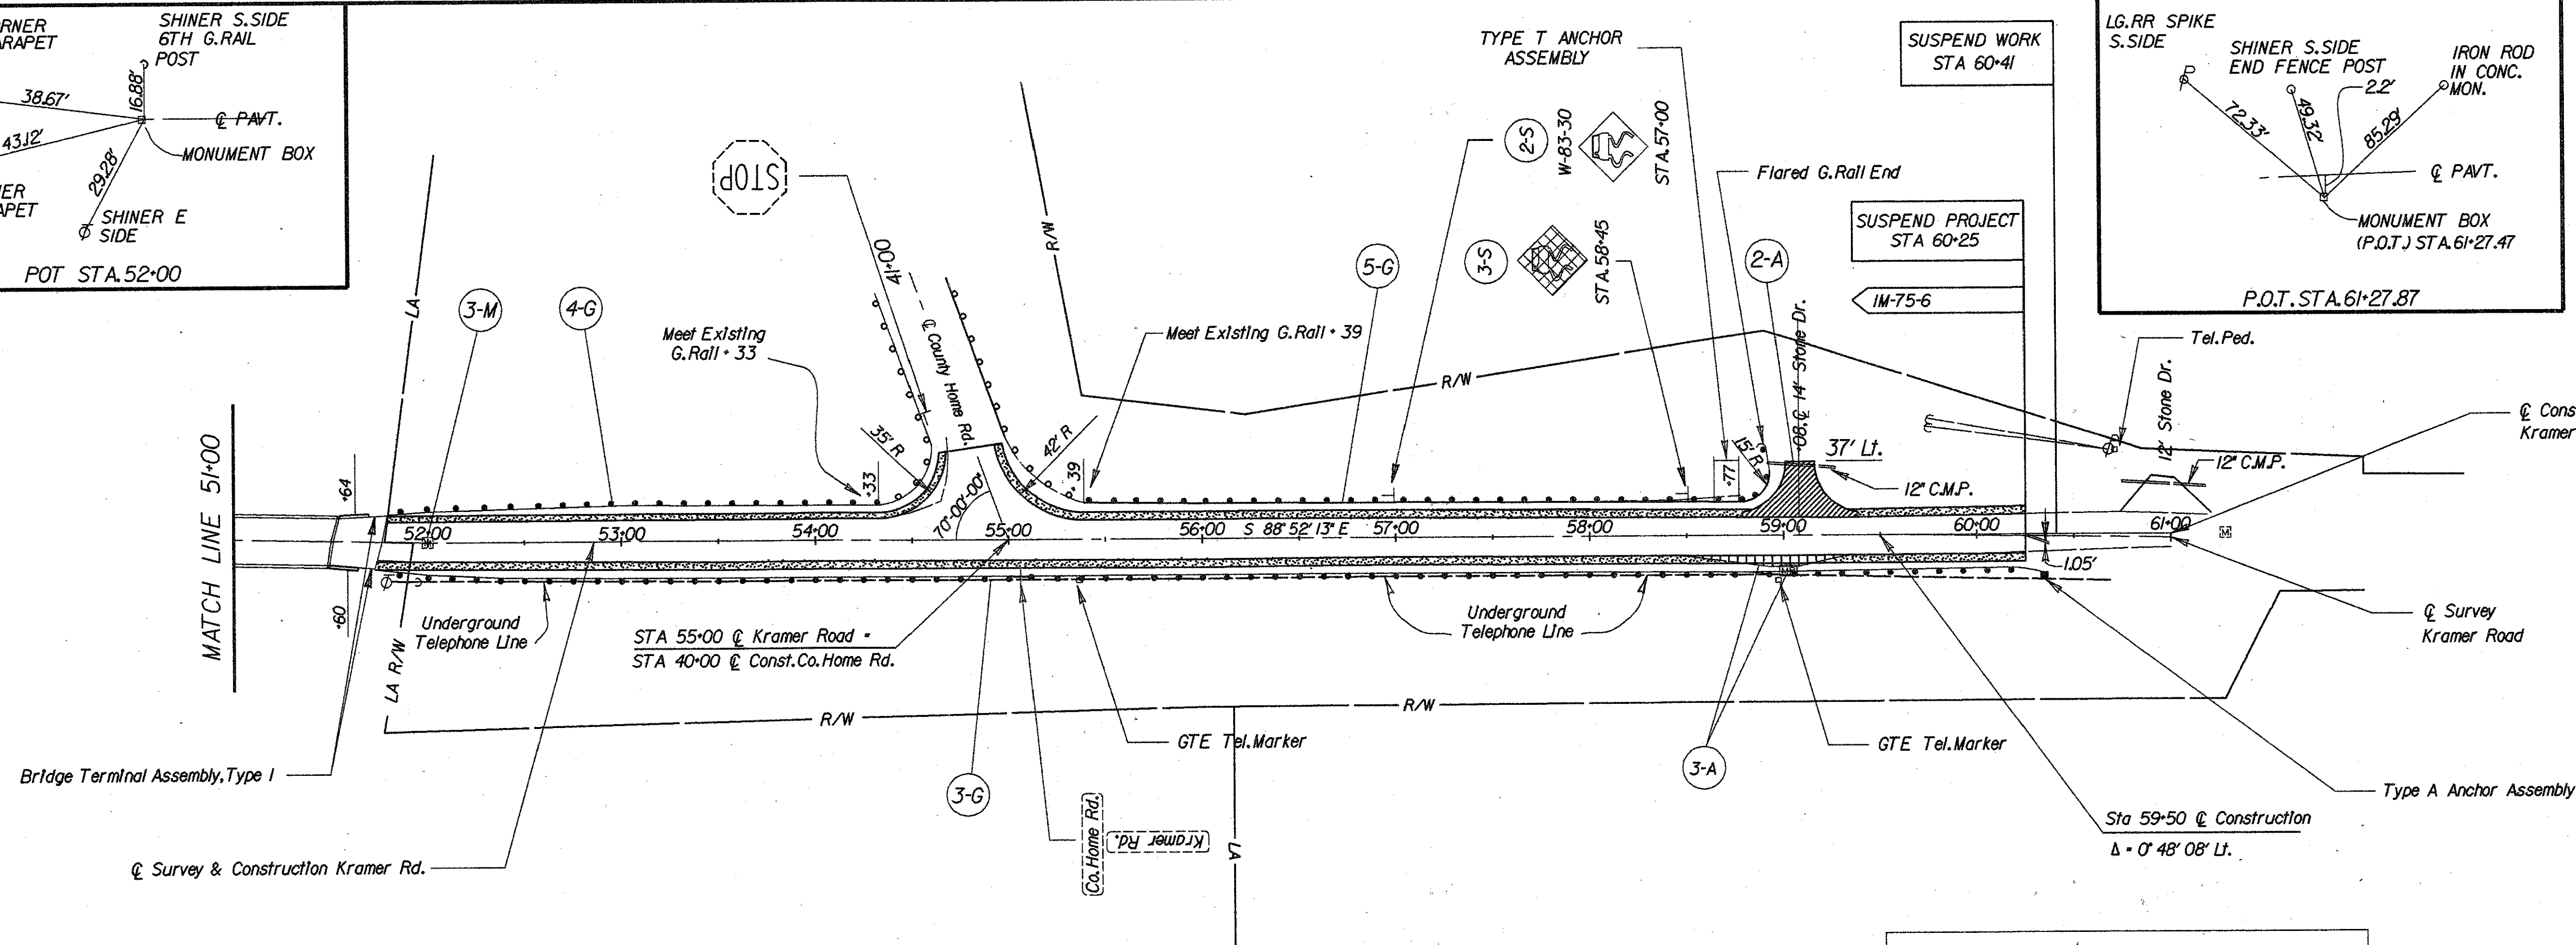 RNER
ARAPET
SHINER S.SIDE
6TH G.RAIL
POST
38.67'
16.88'
℄ PAVT.
43.12'
MONUMENT BOX
29.28'
NER
APET
SHINER E
SIDE
POT STA.52+00
LG.RR SPIKE
S.SIDE
SHINER S.SIDE
END FENCE POST
IRON ROD
IN CONC.
MON.
2.2'
72.33'
49.32'
85.29'
℄ PAVT.
MONUMENT BOX
(P.O.T.) STA.61+27.47
P.O.T.STA.61+27.87
TYPE T ANCHOR
ASSEMBLY
SUSPEND WORK
STA 60+41
2-S
W-83-30
STA.57+00
STOP
Flared G.Rail End
SUSPEND PROJECT
STA 60+25
3-S
STA.58+45
IM-75-6
LA
R/W
41+00
5-G
2-A
3-M
4-G
Meet Existing
G.Rail + 33
℄ County Home Rd.
Meet Existing G.Rail + 39
+08 ℄ 14' Stone Dr.
Tel.Ped.
12' Stone Dr.
R/W
℄ Cons
Kramer
MATCH LINE 51+00
35' R
42' R
+33
+39
+77
15' R
37' Lt.
12" C.M.P.
12" C.M.P.
+64
70°-00'-00"
52+00
53+00
54+00
55+00
56+00
S 88° 52' 13" E
57+00
58+00
59+00
60+00
61+00
M
1.05'
+60
Underground
Telephone Line
STA 55+00 ℄ Kramer Road =
STA 40+00 ℄ Const.Co.Home Rd.
Underground
Telephone Line
℄ Survey
Kramer Road
LA R/W
R/W
R/W
GTE Tel.Marker
GTE Tel.Marker
Bridge Terminal Assembly,Type I
3-G
3-A
Type A Anchor Assembly
Co.Home Rd.
Kramer Rd.
LA
Sta 59+50 ℄ Construction
Δ = 0° 48' 08" Lt.
℄ Survey & Construction Kramer Rd.